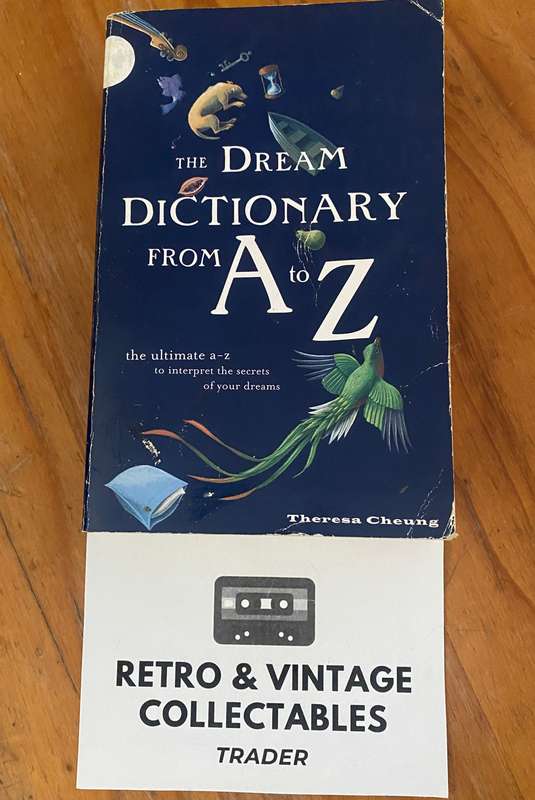 THE DREAM
DICTIONARY
FROM A to Z
the ultimate a-z
to interpret the secrets
of your dreams
Theresa Cheung
RETRO & VINTAGE
COLLECTABLES
TRADER